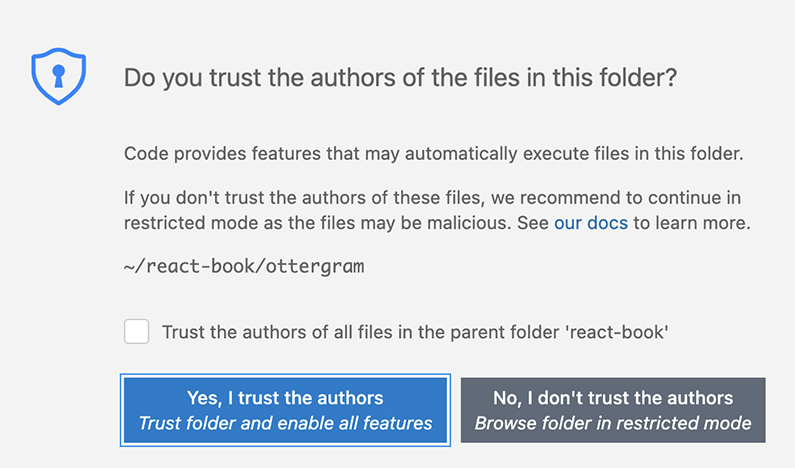 Do you trust the authors of the files in this folder?
Code provides features that may automatically execute files in this folder.
If you don't trust the authors of these files, we recommend to continue in
restricted mode as the files may be malicious. See our docs to learn more.
~/react-book/ottergram
Trust the authors of all files in the parent folder 'react-book'
Yes, I trust the authors
Trust folder and enable all features
No, I don't trust the authors
Browse folder in restricted mode